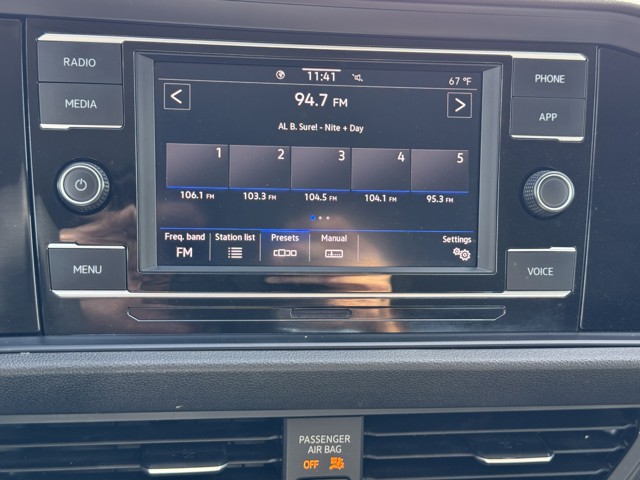 RADIO
MEDIA
MENU
11:41
67 °F
94.7 FM
AL B. Sure! - Nite + Day
1 2 3 4 5
106.1 FM 103.3 FM 104.5 FM 104.1 FM 95.3 FM
Freq. band Station list Presets Manual Settings
FM
PHONE
APP
VOICE
PASSENGER
AIR BAG
OFF